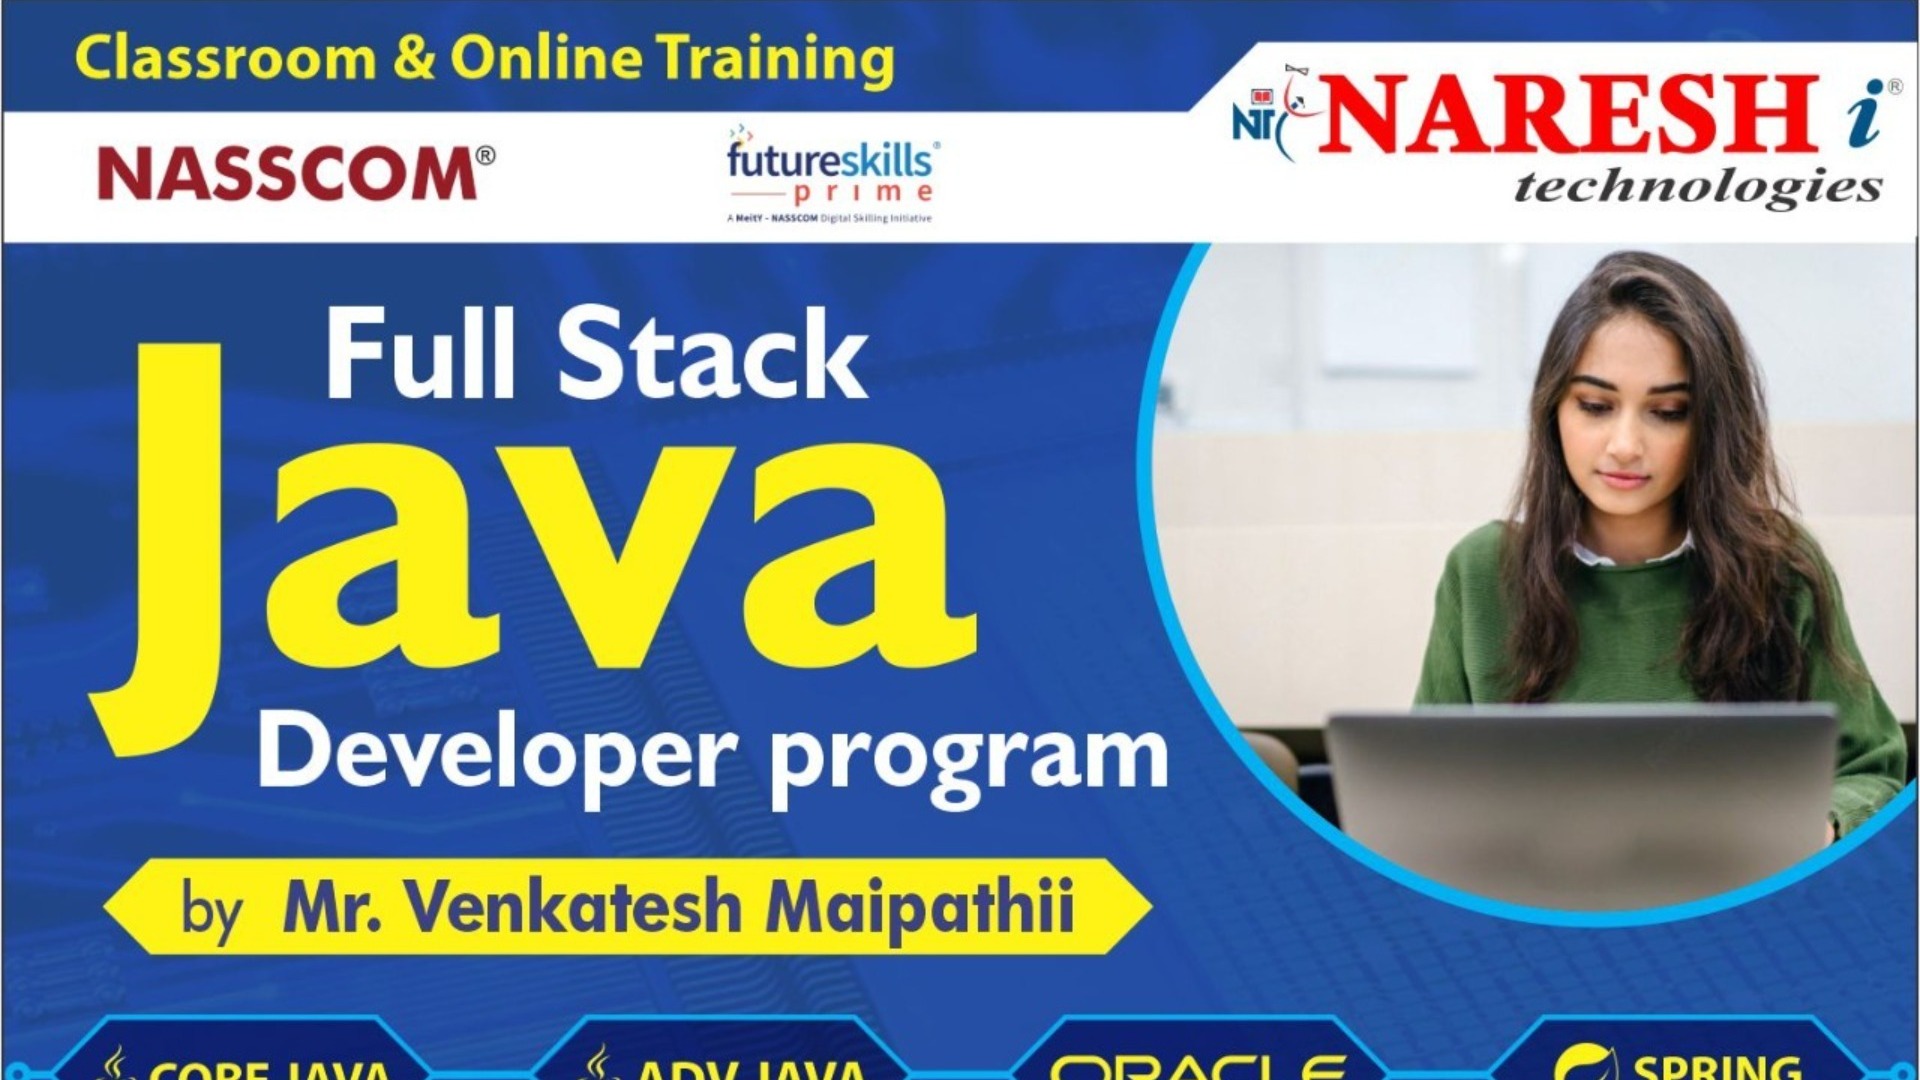 Classroom & Online Training
NARESH i®
NT
technologies
NASSCOM®
futureskills®
prime
A MeitY - NASSCOM Digital Skilling Initiative
Full Stack
Java
Developer program
by Mr. Venkatesh Maipathii
CORE JAVA
ADV JAVA
ORACLE
SPRING